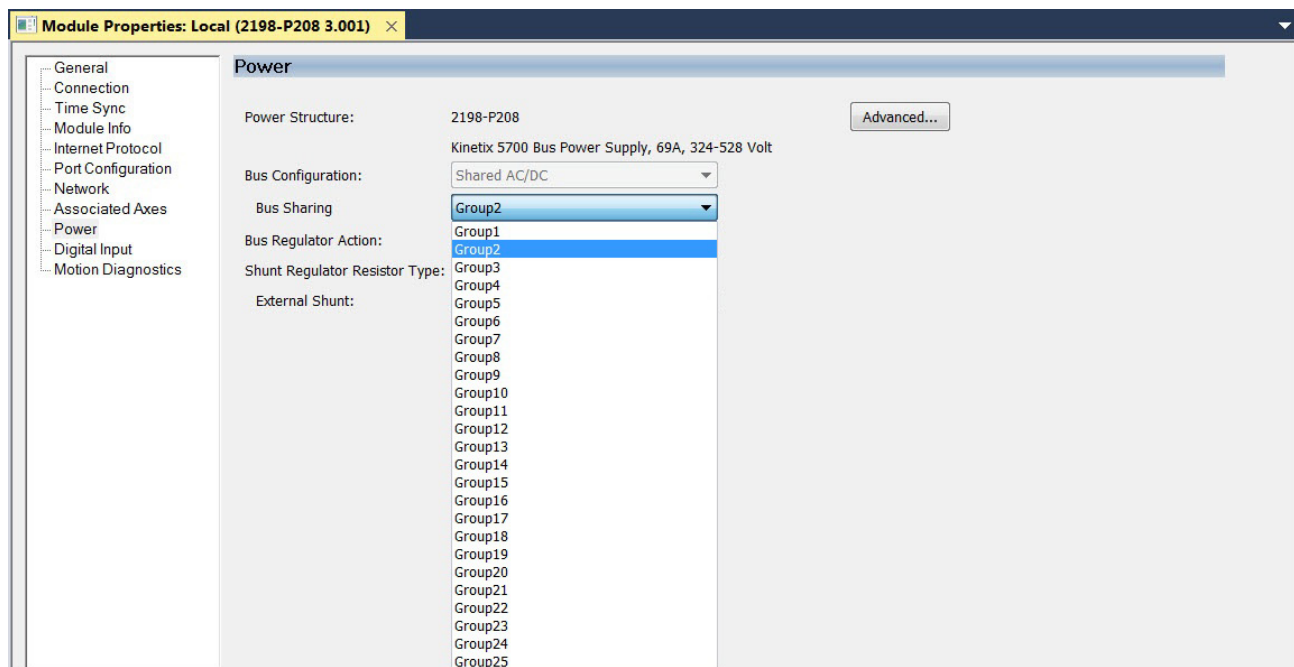 Module Properties: Local (2198-P208 3.001)
General
Connection
Time Sync
Module Info
Internet Protocol
Port Configuration
Network
Associated Axes
Power
Digital Input
Motion Diagnostics
Power
Power Structure: 2198-P208 Advanced...
Kinetix 5700 Bus Power Supply, 69A, 324-528 Volt
Bus Configuration: Shared AC/DC
Bus Sharing Group2
Bus Regulator Action:
Shunt Regulator Resistor Type:
External Shunt:
Group1
Group2
Group3
Group4
Group5
Group6
Group7
Group8
Group9
Group10
Group11
Group12
Group13
Group14
Group15
Group16
Group17
Group18
Group19
Group20
Group21
Group22
Group23
Group24
Group25